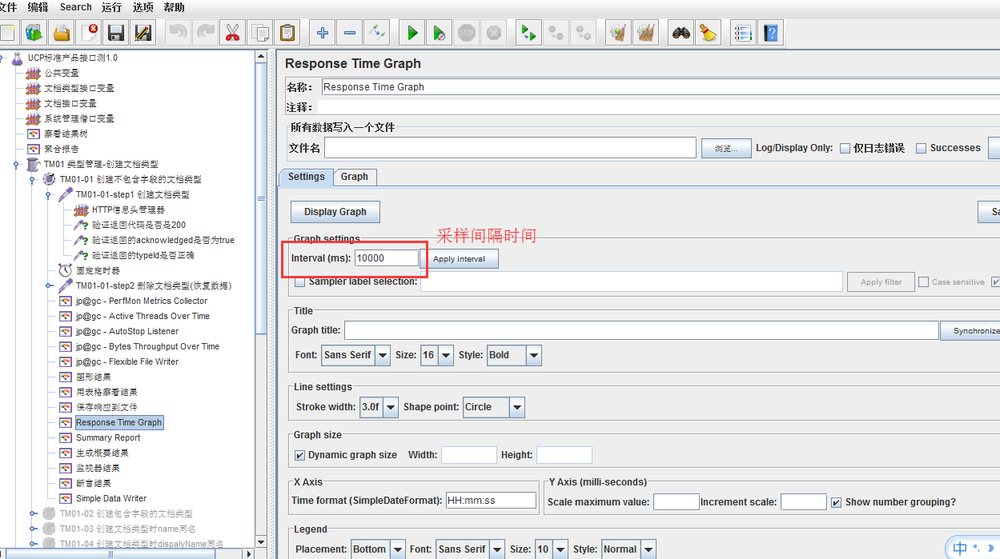 文件 编辑 Search 运行 选项 帮助
STOP
?
UCP标准产品接口测1.0
公共变量
文档类型接口变量
文档接口变量
系统管理借口变量
察看结果树
聚合报告
TM01 类型管理-创建文档类型
TM01-01 创建不包含字段的文档类型
TM01-01-step1 创建文档类型
HTTP信息头管理器
验证返回代码是否是200
验证返回的acknowledged是否为true
验证返回的typeId是否正确
固定定时器
TM01-01-step2 删除文档类型(恢复数据)
jp@gc - PerfMon Metrics Collector
jp@gc - Active Threads Over Time
jp@gc - AutoStop Listener
jp@gc - Bytes Throughput Over Time
jp@gc - Flexible File Writer
图形结果
用表格察看结果
保存响应到文件
Response Time Graph
Summary Report
生成概要结果
监视器结果
断言结果
Simple Data Writer
TM01-02 创建包含字段的文档类型
TM01-03 创建文档类型时name同名
TM01-04 创建文档类型时dispalyName同名
Response Time Graph
名称： Response Time Graph
注释：
所有数据写入一个文件
文件名 浏览... Log/Display Only: 仅日志错误 Successes
Settings Graph
Display Graph Sa
Graph settings
采样间隔时间
Interval (ms): 10000 Apply interval
Sampler label selection: Apply filter Case sensitive
Title
Graph title: Synchronize
Font: Sans Serif Size: 16 Style: Bold
Line settings
Stroke width: 3.0f Shape point: Circle
Graph size
Dynamic graph size Width: Height:
X Axis
Time format (SimpleDateFormat): HH:mm:ss
Y Axis (milli-seconds)
Scale maximum value: Increment scale: Show number grouping?
Legend
Placement: Bottom Font: Sans Serif Size: 10 Style: Normal
中